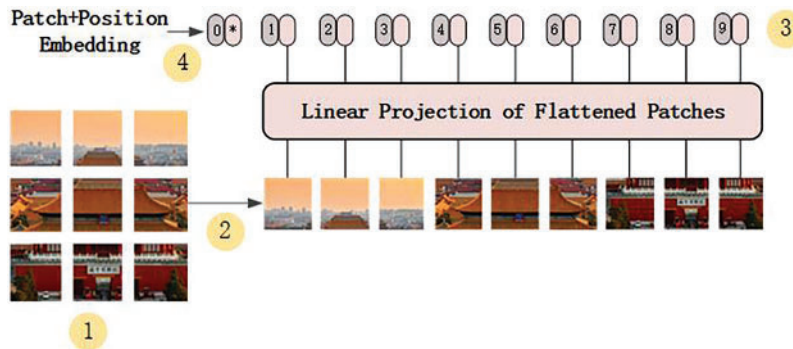 Patch+Position
Embedding
4
0 * 1 2 3 4 5 6 7 8 9
3
Linear Projection of Flattened Patches
2
1